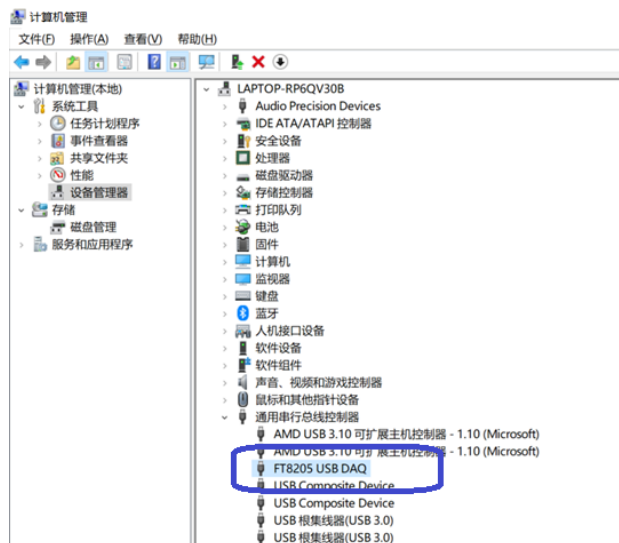 计算机管理
文件(F) 操作(A) 查看(V) 帮助(H)
计算机管理(本地)
系统工具
任务计划程序
事件查看器
共享文件夹
性能
设备管理器
存储
磁盘管理
服务和应用程序
LAPTOP-RP6QV30B
Audio Precision Devices
IDE ATA/ATAPI 控制器
安全设备
处理器
磁盘驱动器
存储控制器
打印队列
电池
固件
计算机
监视器
键盘
蓝牙
人机接口设备
软件设备
软件组件
声音、视频和游戏控制器
鼠标和其他指针设备
通用串行总线控制器
AMD USB 3.10 可扩展主机控制器 - 1.10 (Microsoft)
AMD USB 3.10 可扩展主机控制器 - 1.10 (Microsoft)
FT8205 USB DAQ
USB Composite Device
USB Composite Device
USB 根集线器(USB 3.0)
USB 根集线器(USB 3.0)